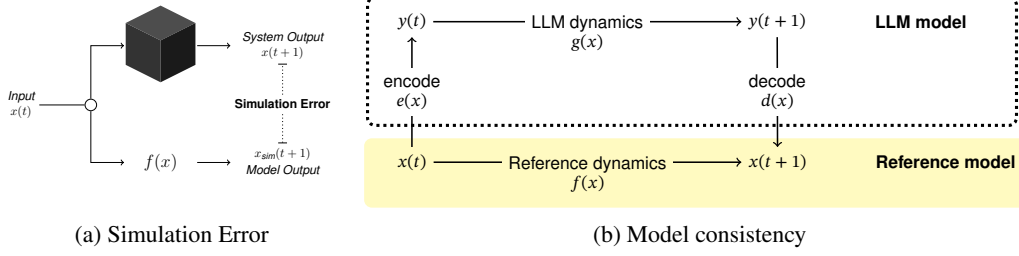 System Output
x(t+1)
Input
x(t)
Simulation Error
f(x)
x_sim(t+1)
Model Output
(a) Simulation Error
y(t) LLM dynamics y(t + 1) LLM model
g(x)
encode decode
e(x) d(x)
x(t) Reference dynamics x(t + 1) Reference model
f(x)
(b) Model consistency